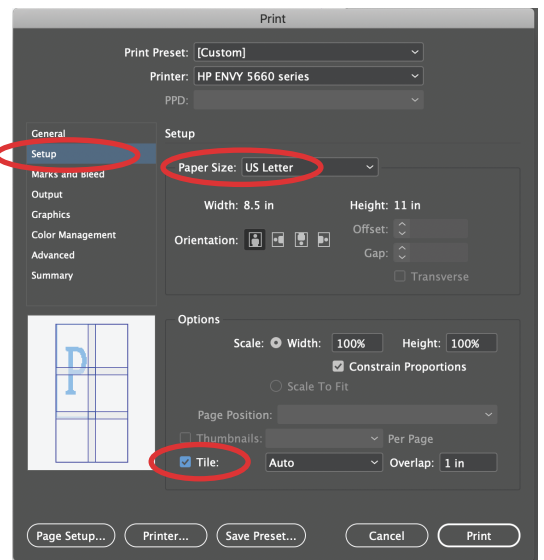 Print
Print Preset: [Custom]
Printer: HP ENVY 5660 series
PPD:
General
Setup
Marks and Bleed
Output
Graphics
Color Management
Advanced
Summary
Setup
Paper Size: US Letter
Width: 8.5 in Height: 11 in
Orientation: Offset:
Gap:
Transverse
Options
Scale: Width: 100% Height: 100%
Constrain Proportions
Scale To Fit
Page Position:
Thumbnails: Per Page
Tile: Auto Overlap: 1 in
P
Page Setup... Printer... Save Preset... Cancel Print